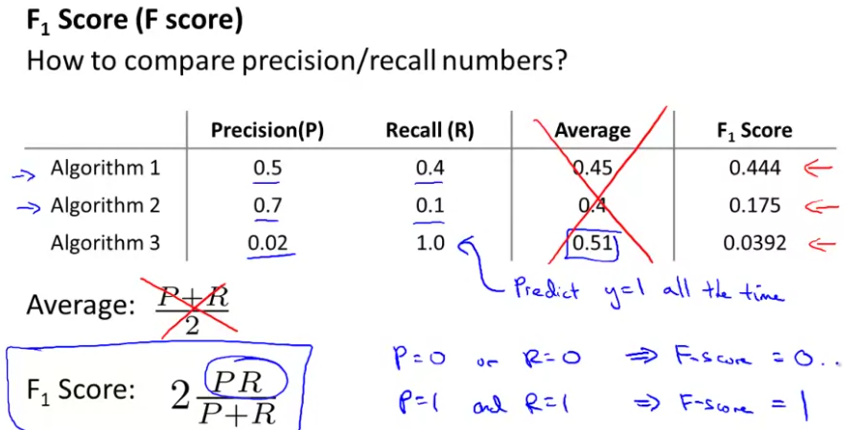 F₁ Score (F score)
How to compare precision/recall numbers?
Precision(P) Recall (R) Average F₁ Score
Algorithm 1 0.5 0.4 0.45 0.444
Algorithm 2 0.7 0.1 0.4 0.175
Algorithm 3 0.02 1.0 0.51 0.0392
Predict y=1 all the time
Average: P+R / 2
P=0 or R=0 ⇒ F-score = 0..
F₁ Score: 2 PR / P+R
P=1 and R=1 ⇒ F-score = 1